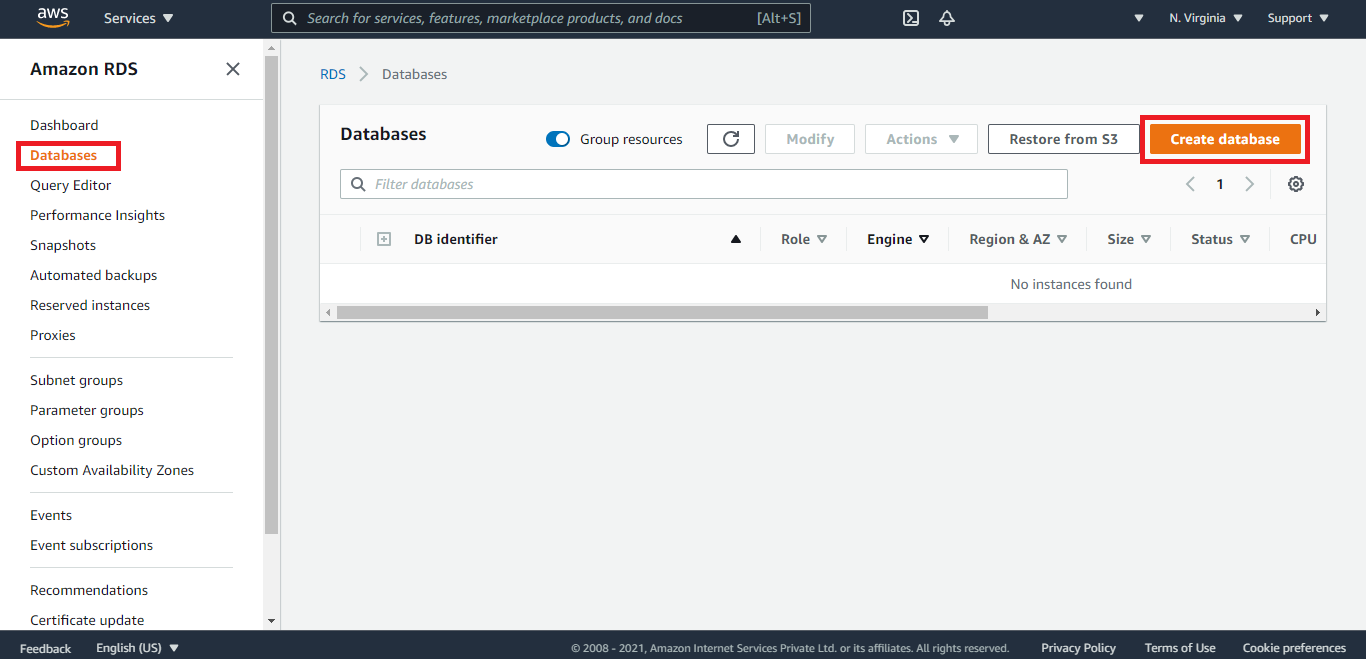 aws Services Search for services, features, marketplace products, and docs [Alt+S] N. Virginia Support
Amazon RDS
Dashboard
Databases
Query Editor
Performance Insights
Snapshots
Automated backups
Reserved instances
Proxies
Subnet groups
Parameter groups
Option groups
Custom Availability Zones
Events
Event subscriptions
Recommendations
Certificate update
RDS Databases
Databases Group resources Modify Actions Restore from S3 Create database
Filter databases 1
DB identifier Role Engine Region & AZ Size Status CPU
No instances found
Feedback English (US) © 2008 - 2021, Amazon Internet Services Private Ltd. or its affiliates. All rights reserved. Privacy Policy Terms of Use Cookie preferences